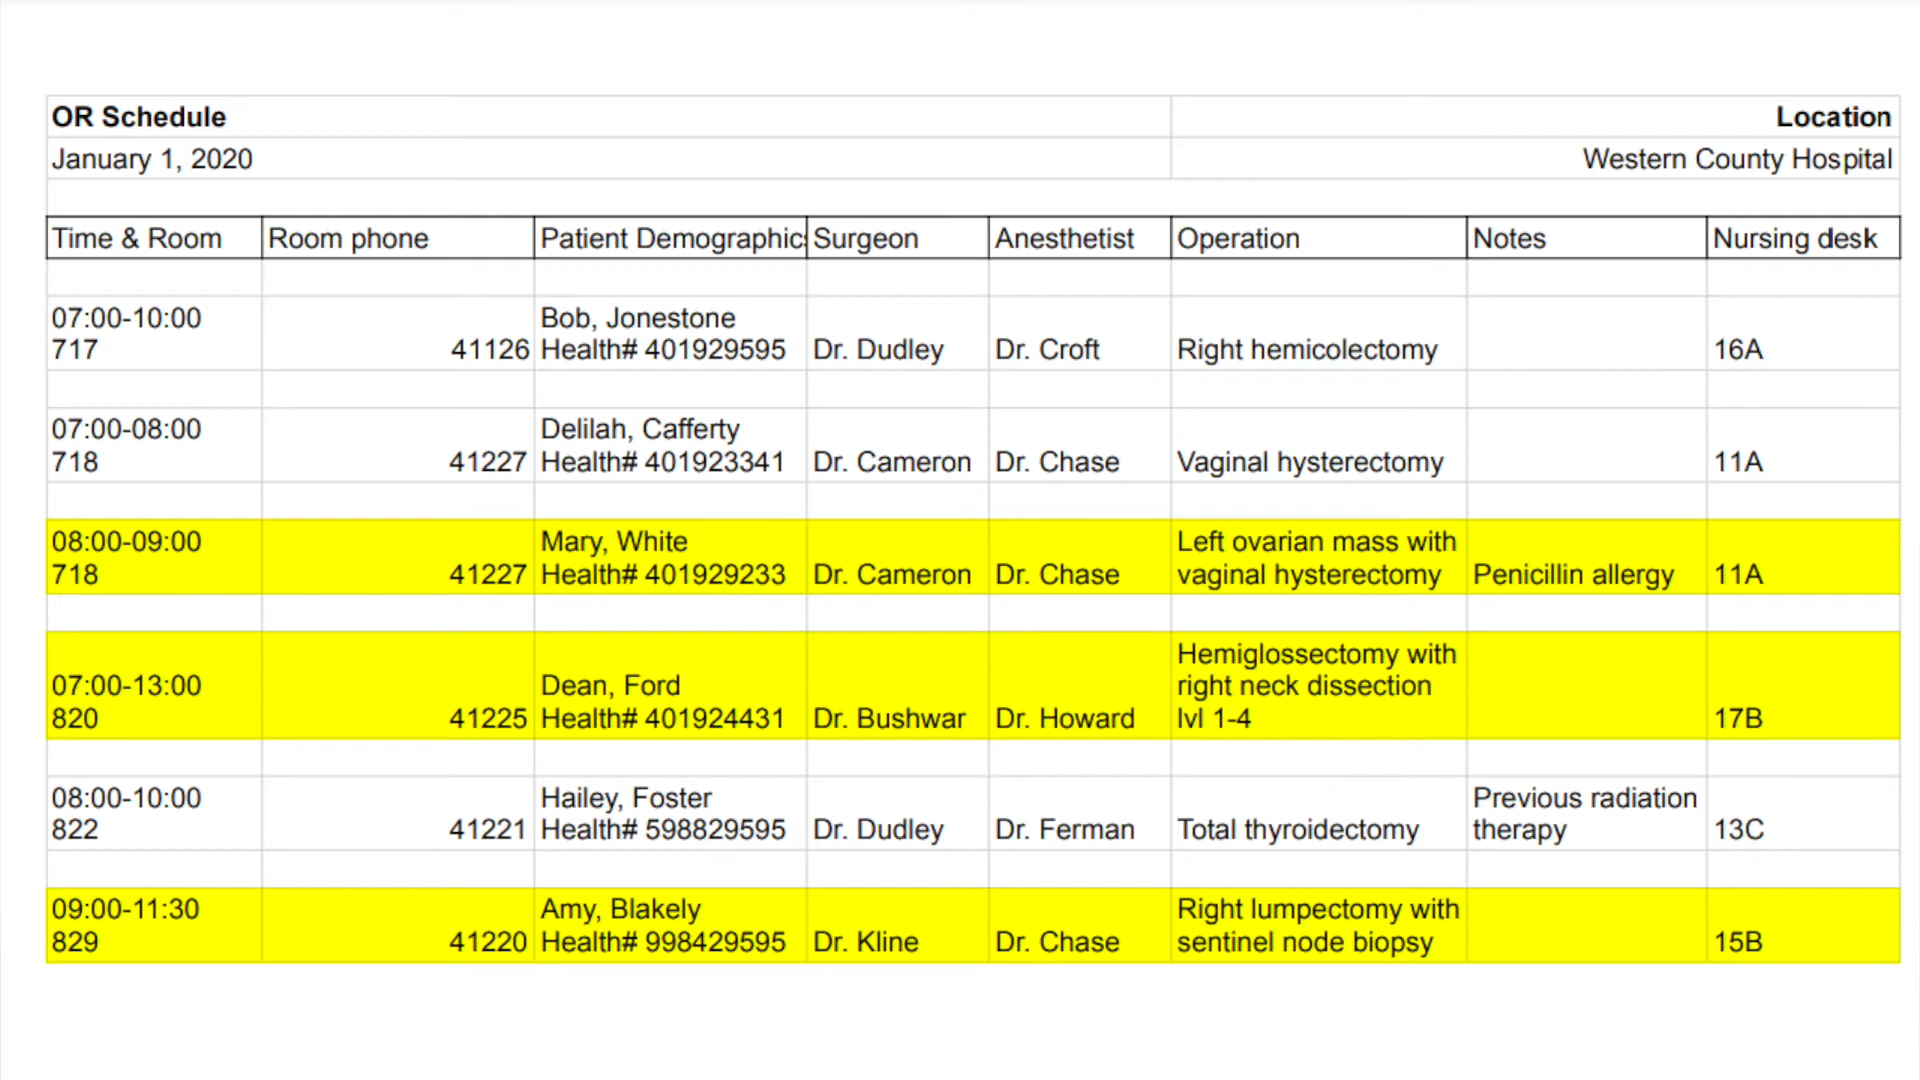 OR Schedule Location
January 1, 2020 Western County Hospital
Time & Room Room phone Patient Demographics Surgeon Anesthetist Operation Notes Nursing desk
07:00-10:00 Bob, Jonestone
717 41126 Health# 401929595 Dr. Dudley Dr. Croft Right hemicolectomy 16A
07:00-08:00 Delilah, Cafferty
718 41227 Health# 401923341 Dr. Cameron Dr. Chase Vaginal hysterectomy 11A
08:00-09:00 Mary, White Left ovarian mass with
718 41227 Health# 401929233 Dr. Cameron Dr. Chase vaginal hysterectomy Penicillin allergy 11A
Hemiglossectomy with
07:00-13:00 Dean, Ford right neck dissection
820 41225 Health# 401924431 Dr. Bushwar Dr. Howard lvl 1-4 17B
08:00-10:00 Hailey, Foster Previous radiation
822 41221 Health# 598829595 Dr. Dudley Dr. Ferman Total thyroidectomy therapy 13C
09:00-11:30 Amy, Blakely Right lumpectomy with
829 41220 Health# 998429595 Dr. Kline Dr. Chase sentinel node biopsy 15B